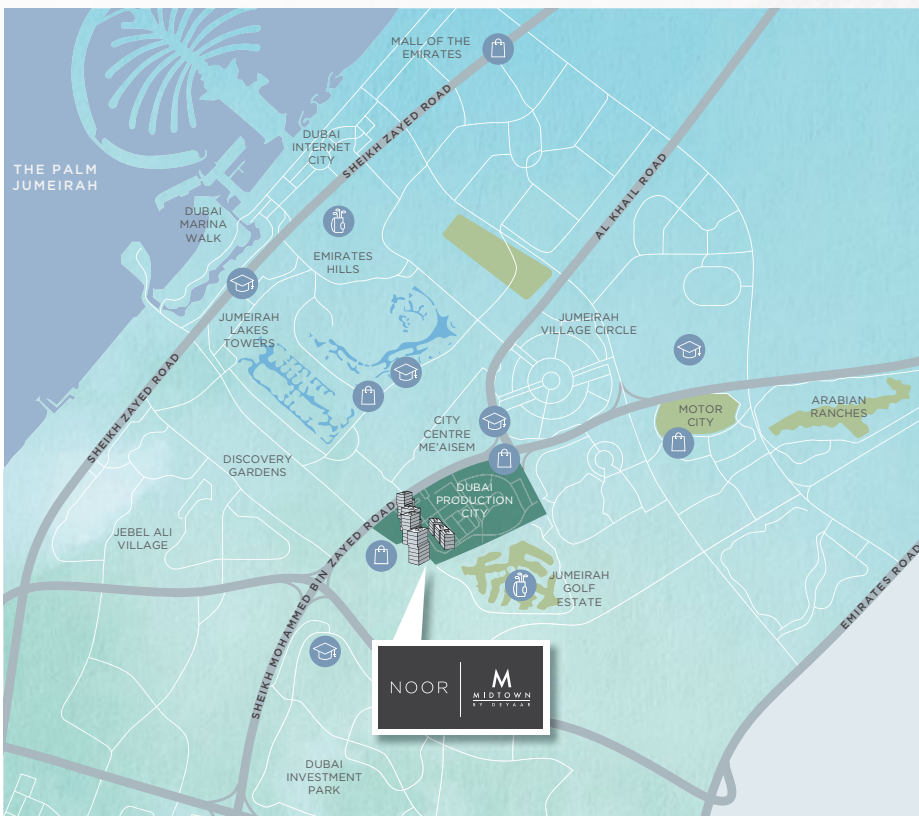 MALL OF THE
EMIRATES
SHEIKH ZAYED ROAD
DUBAI
INTERNET
CITY
THE PALM
JUMEIRAH
AL KHAIL ROAD
DUBAI
MARINA
WALK
EMIRATES
HILLS
JUMEIRAH
LAKES
TOWERS
JUMEIRAH
VILLAGE CIRCLE
SHEIKH ZAYED ROAD
MOTOR
CITY
ARABIAN
RANCHES
CITY
CENTRE
ME'AISEM
DISCOVERY
GARDENS
DUBAI
PRODUCTION
CITY
JEBEL ALI
VILLAGE
SHEIKH MOHAMMED BIN ZAYED ROAD
JUMEIRAH
GOLF
ESTATE
EMIRATES ROAD
NOOR
M
MIDTOWN
BY DEYAAR
DUBAI
INVESTMENT
PARK